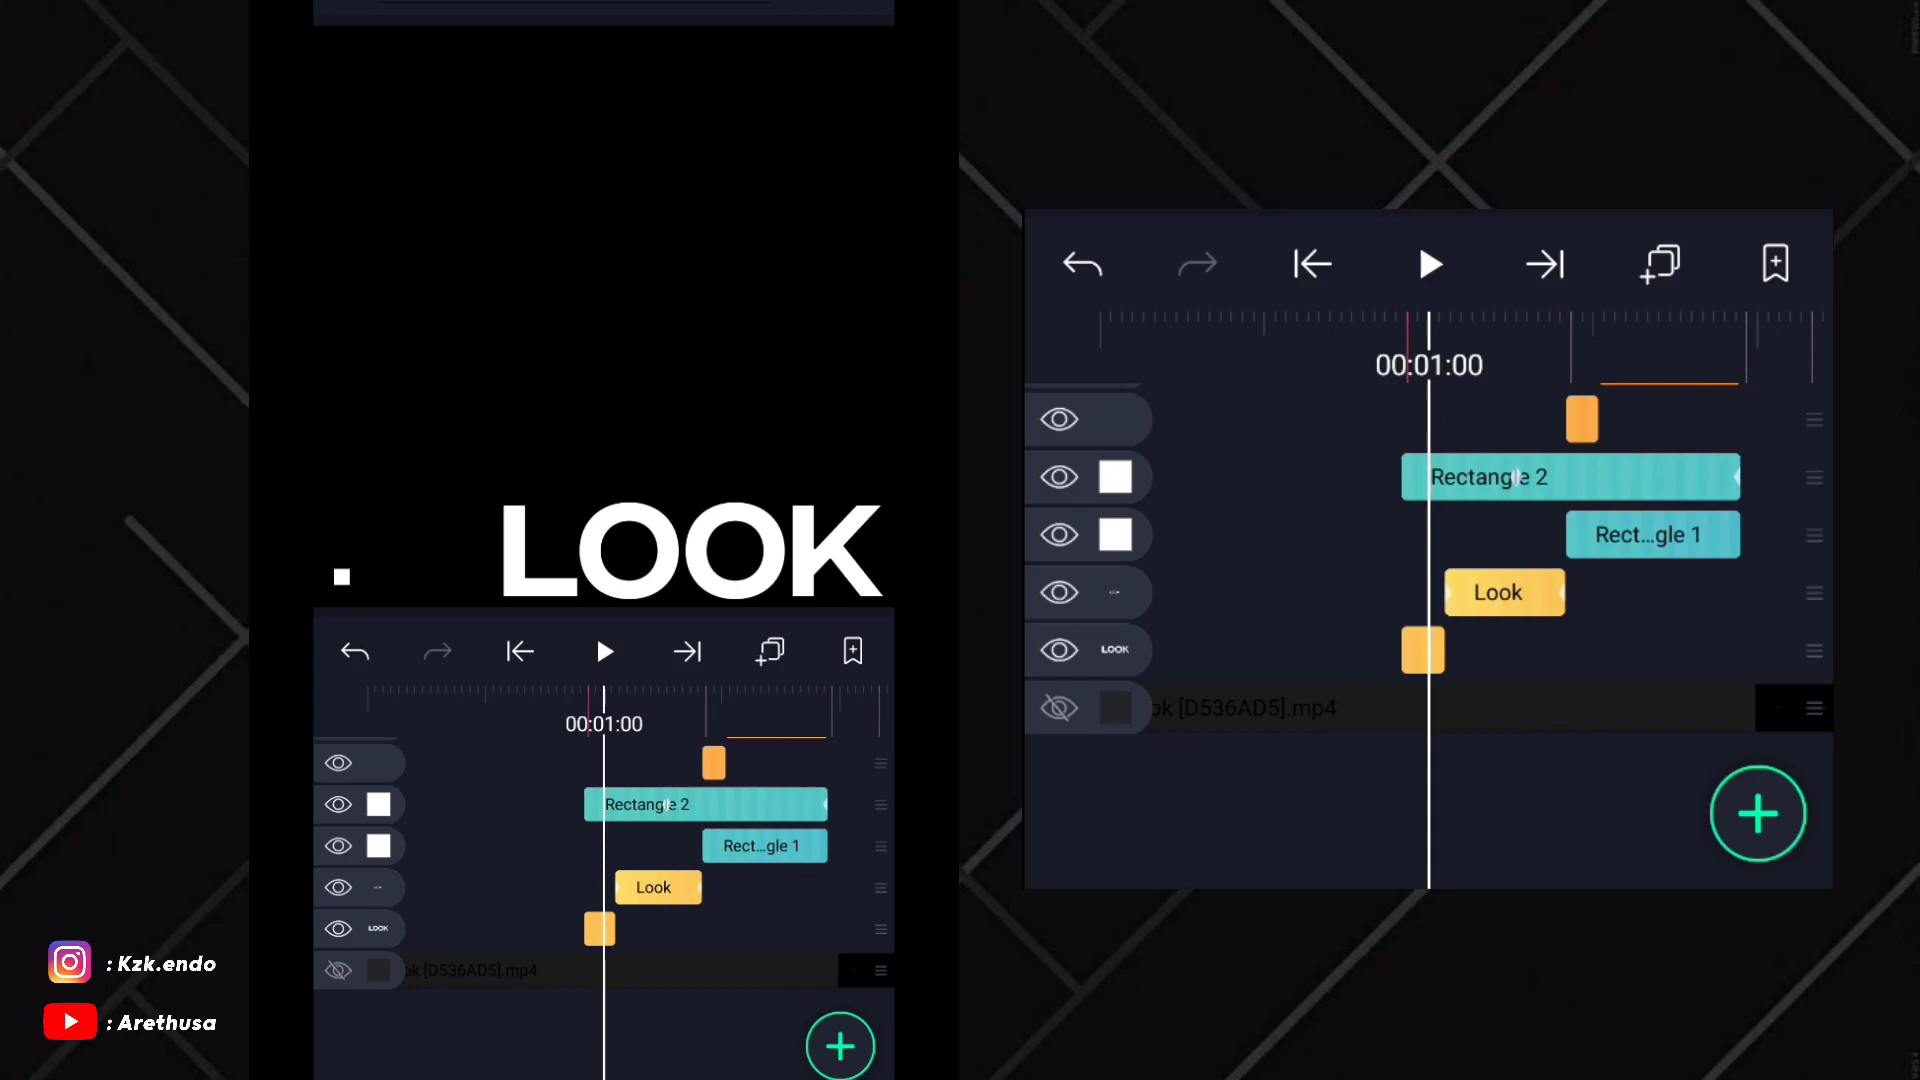 LOOK
00:01:00
Rectangle 2
Rect...gle 1
Look
LOOK
ok [D536AD5].mp4
00:01:00
Rectangle 2
Rect...gle 1
Look
LOOK
ok [D536AD5].mp4
: Kzk.endo
: Arethusa